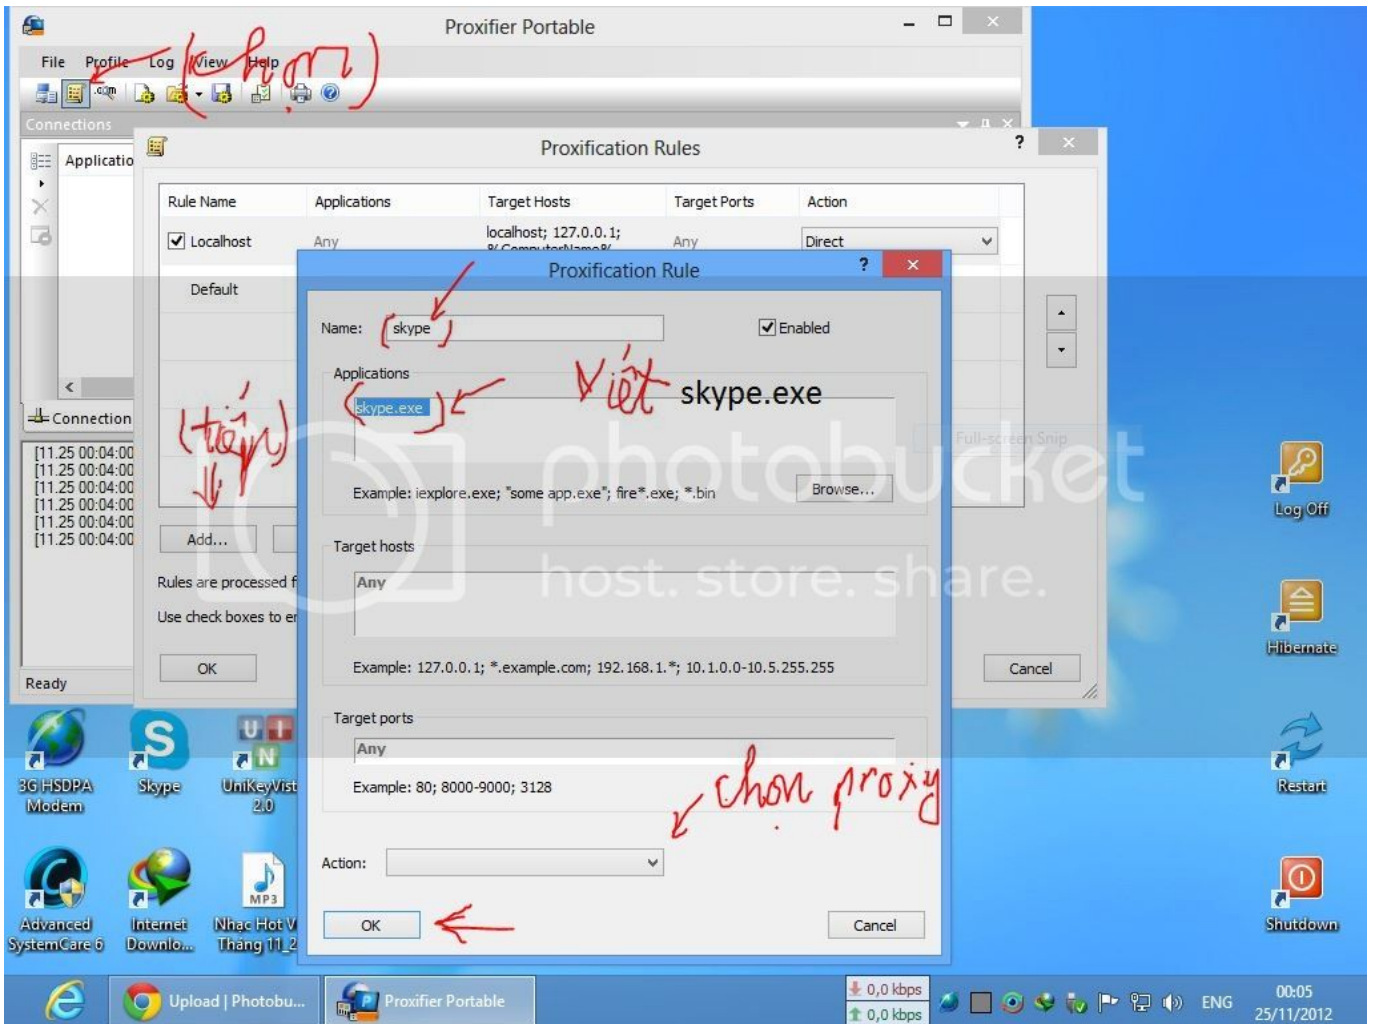 Proxifier Portable
File Profile Log View Help
(chọn)
Connections
Applicatio
Proxification Rules
Rule Name Applications Target Hosts Target Ports Action
Localhost Any localhost; 127.0.0.1; Any Direct
%ComputerName%
Default
Proxification Rule
Name: skype Enabled
Applications
skype.exe
Viết skype.exe
Full-screen Snip
Example: iexplore.exe; "some app.exe"; fire*.exe; *.bin
Browse...
(tiếp)
Connection
[11.25 00:04:00
[11.25 00:04:00
[11.25 00:04:00
[11.25 00:04:00
[11.25 00:04:00
[11.25 00:04:00
photobucket
host. store. share.
Add...
Target hosts
Any
Example: 127.0.0.1; *.example.com; 192.168.1.*; 10.1.0.0-10.5.255.255
Rules are processed f
Use check boxes to er
OK
Cancel
Ready
Target ports
Any
Example: 80; 8000-9000; 3128
chọn proxy
Action:
OK
Cancel
3G HSDPA
Modem
Skype
UniKeyVist
2.0
Advanced
SystemCare 6
Internet
Downlo...
MP3
Nhạc Hot V
Tháng 11_2
Log Off
Hibernate
Restart
Shutdown
Upload | Photobu...
Proxifier Portable
0,0 kbps
0,0 kbps
ENG
00:05
25/11/2012